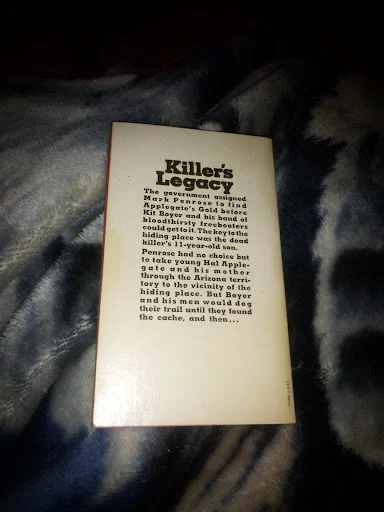 Killer's
Legacy
The government assigned
Mark Penrose to find
Applegate's Gold before
Kit Boyer and his band of
bloodthirsty freebooters
could get to it. The key to the
hiding place was the dead
killer's 11-year-old son.
Penrose had no choice but
to take young Hal Apple-
gate and his mother
through the Arizona terri-
tory to the vicinity of the
hiding place. But Boyer
and his men would dog
their trail until they found
the cache, and then...